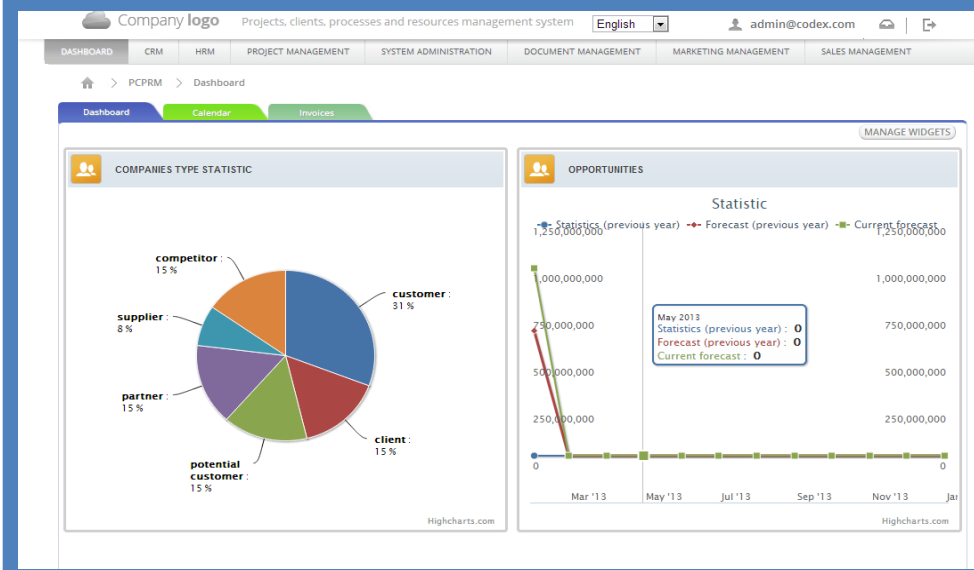 Company logo Projects, clients, processes and resources management system English admin@codex.com
DASHBOARD CRM HRM PROJECT MANAGEMENT SYSTEM ADMINISTRATION DOCUMENT MANAGEMENT MARKETING MANAGEMENT SALES MANAGEMENT
> PCPRM > Dashboard
Dashboard Calendar Invoices
MANAGE WIDGETS
COMPANIES TYPE STATISTIC
competitor :
15 %
customer :
31 %
supplier :
8 %
partner :
15 %
client :
15 %
potential
customer :
15 %
Highcharts.com
OPPORTUNITIES
Statistic
Statistics (previous year) Forecast (previous year) Current forecast
1,250,000,000 1,250,000,000
1,000,000,000 1,000,000,000
750,000,000 750,000,000
500,000,000 500,000,000
250,000,000 250,000,000
0 0
May 2013
Statistics (previous year) : 0
Forecast (previous year) : 0
Current forecast : 0
Mar '13 May '13 Jul '13 Sep '13 Nov '13 Jan
Highcharts.com